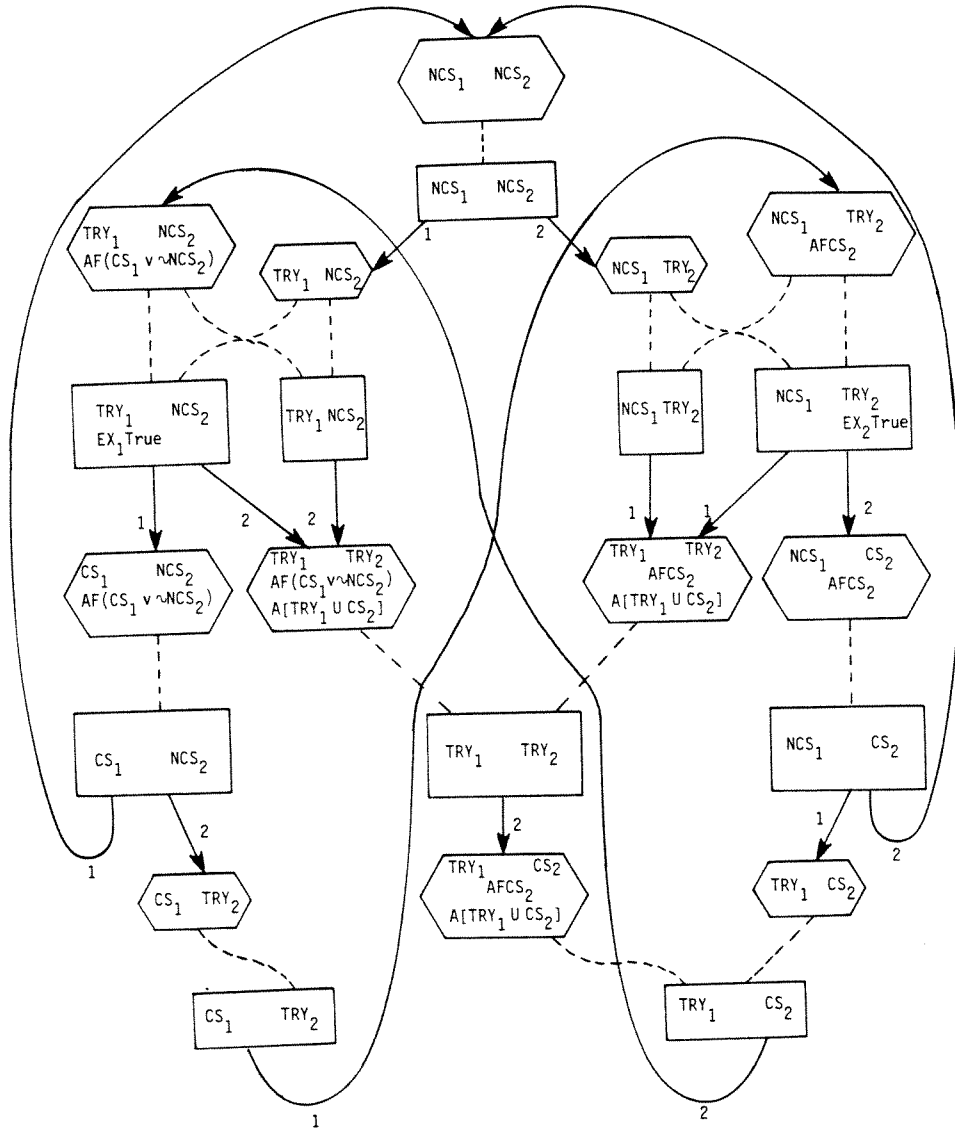 NCS1 NCS2
NCS1 NCS2
1 2
TRY1 NCS2
AF(CS1 ∨ ~NCS2)
TRY1 NCS2
NCS1 TRY2
NCS1 TRY2
AFCS2
TRY1 NCS2
EX1True
TRY1 NCS2
NCS1 TRY2
NCS1 TRY2
EX2True
1 2 2 1 1 2
CS1 NCS2
AF(CS1 ∨ ~NCS2)
TRY1 TRY2
AF(CS1 ∨ ~NCS2)
A[TRY1 U CS2]
TRY1 TRY2
AFCS2
A[TRY1 U CS2]
NCS1 CS2
AFCS2
CS1 NCS2
TRY1 TRY2
NCS1 CS2
1 2 2 1 2
CS1 TRY2
TRY1 CS2
AFCS2
A[TRY1 U CS2]
TRY1 CS2
CS1 TRY2
TRY1 CS2
1 2